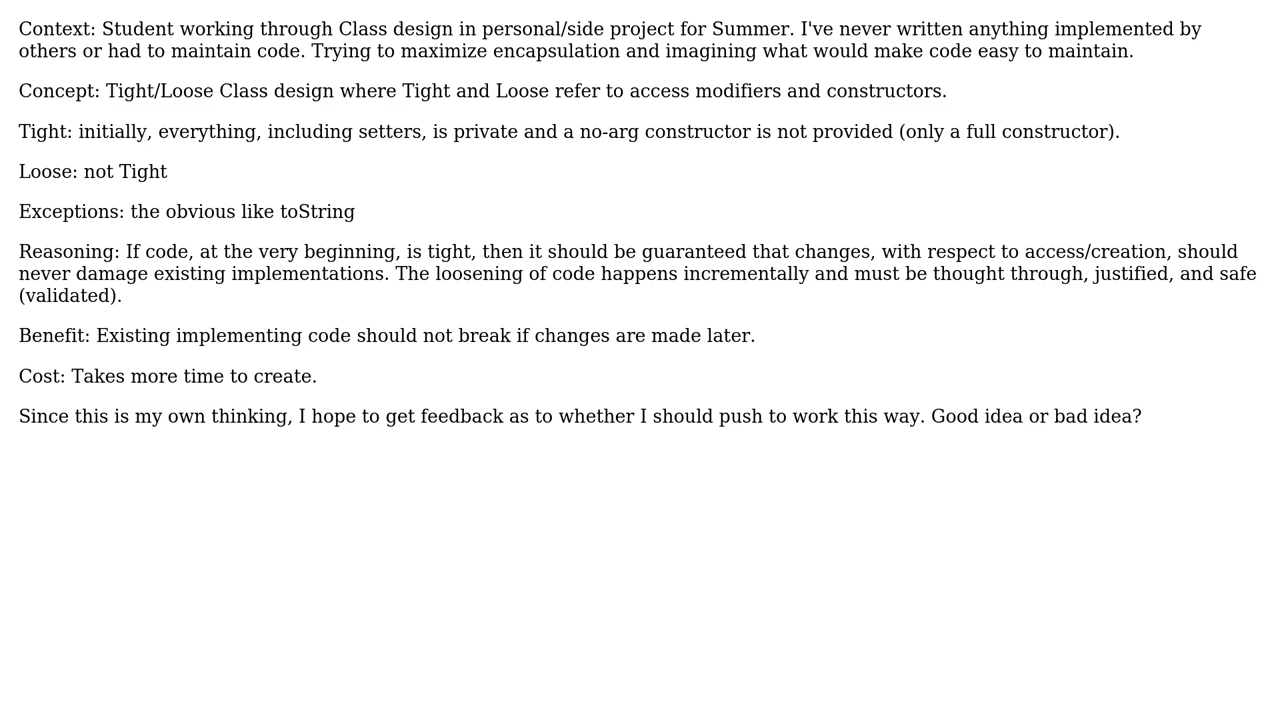 Context: Student working through Class design in personal/side project for Summer. I've never written anything implemented by
others or had to maintain code. Trying to maximize encapsulation and imagining what would make code easy to maintain.
Concept: Tight/Loose Class design where Tight and Loose refer to access modifiers and constructors.
Tight: initially, everything, including setters, is private and a no-arg constructor is not provided (only a full constructor).
Loose: not Tight
Exceptions: the obvious like toString
Reasoning: If code, at the very beginning, is tight, then it should be guaranteed that changes, with respect to access/creation, should
never damage existing implementations. The loosening of code happens incrementally and must be thought through, justified, and safe
(validated).
Benefit: Existing implementing code should not break if changes are made later.
Cost: Takes more time to create.
Since this is my own thinking, I hope to get feedback as to whether I should push to work this way. Good idea or bad idea?